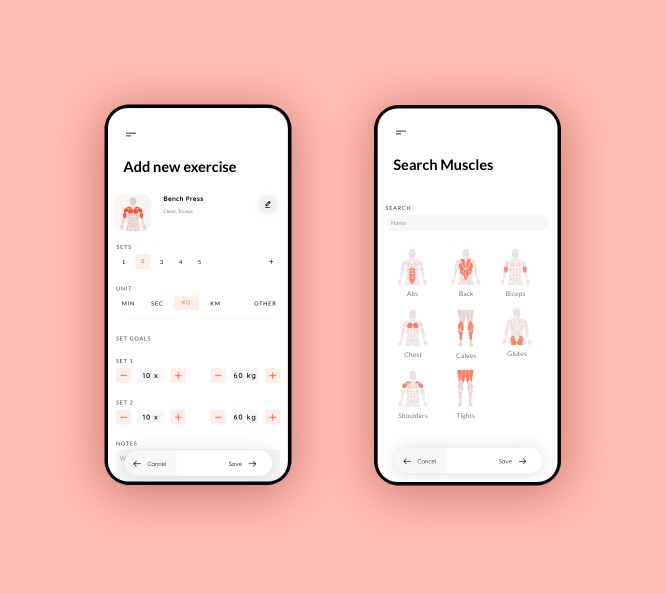 Add new exercise
Bench Press
Chest, Triceps
SETS
1 2 3 4 5 +
UNIT
MIN SEC KG KM OTHER
SET GOALS
SET 1
− 10 x + − 60 kg +
SET 2
− 10 x + − 60 kg +
NOTES
Cancel Save
Search Muscles
SEARCH
Name
Abs Back Biceps
Chest Calves Glutes
Shoulders Tights
Cancel Save